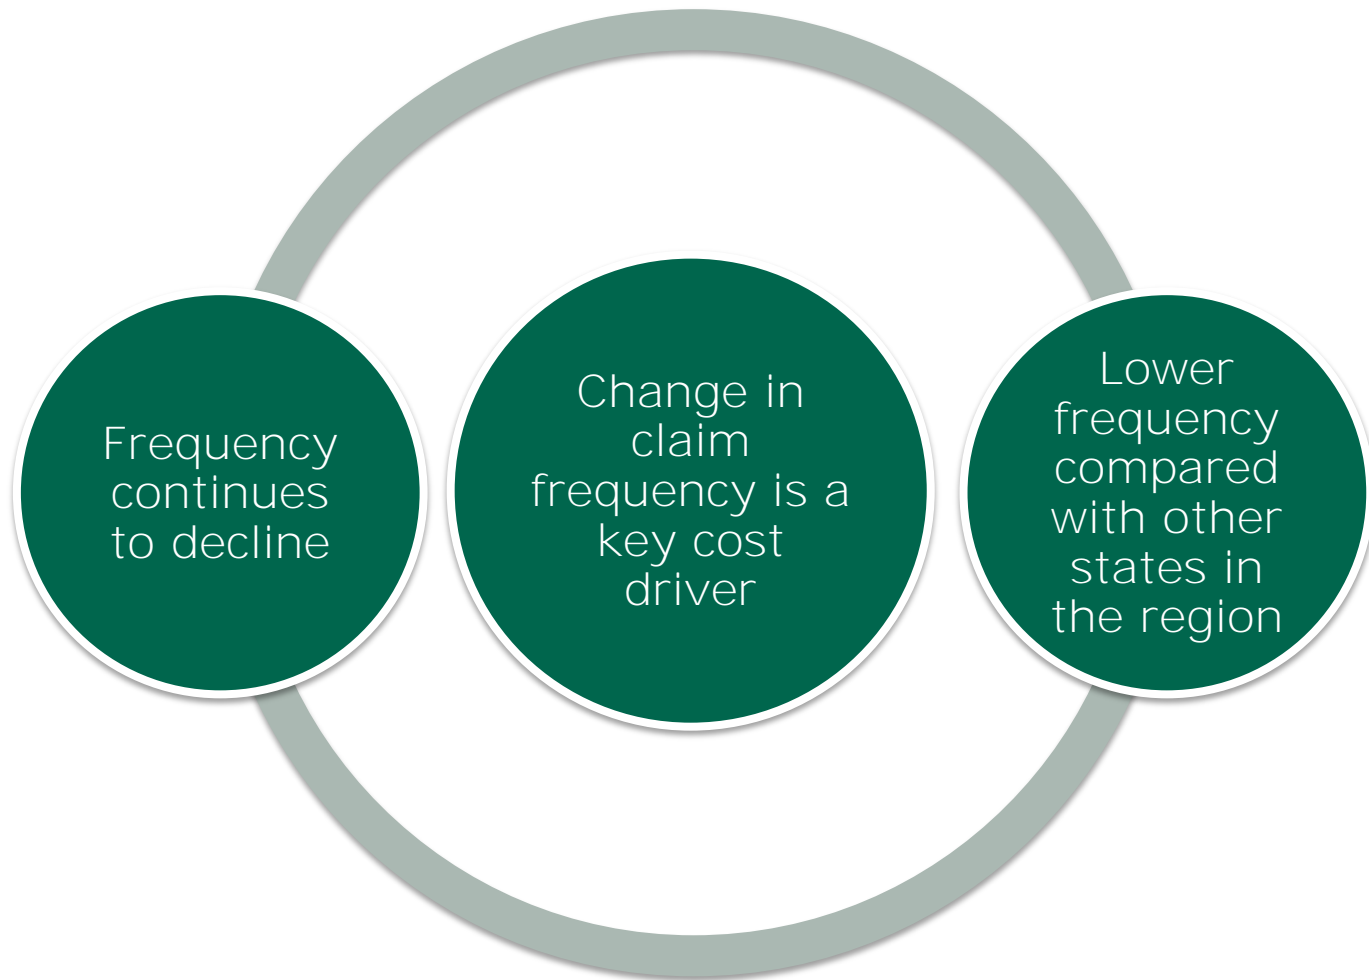 Frequency
continues
to decline
Change in
claim
frequency is a
key cost
driver
Lower
frequency
compared
with other
states in
the region